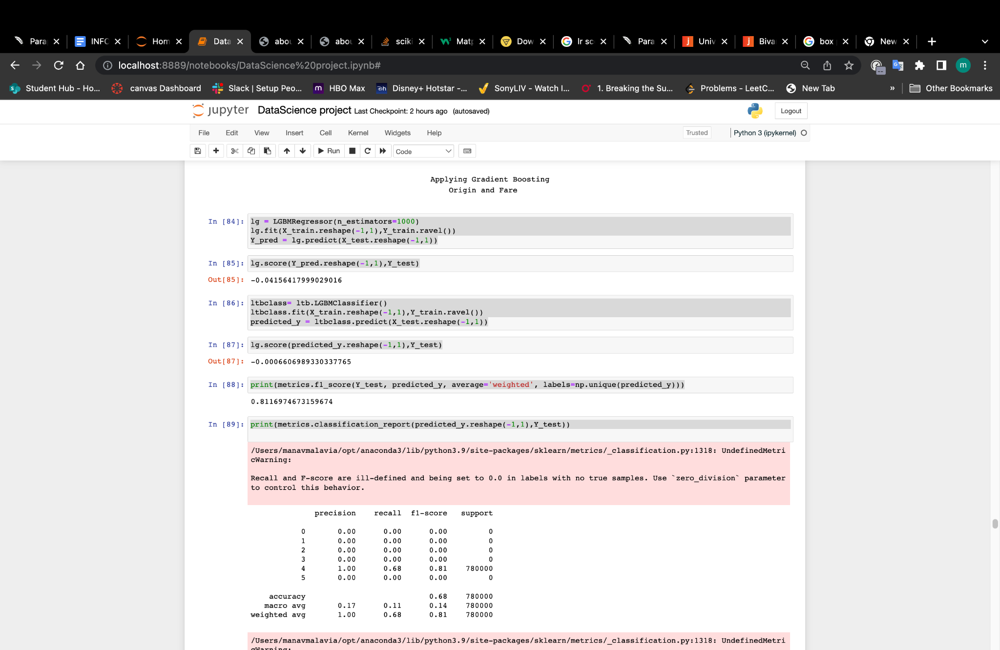 Para
INFC
Hom
Data
abou
abou
sciki
Matp
Dow
lr sc
Para
Univ
Biva
box
New
localhost:8889/notebooks/DataScience%20project.ipynb#
m
Student Hub - Ho...
canvas Dashboard
Slack | Setup Peo...
HBO Max
Disney+ Hotstar -...
SonyLIV - Watch I...
1. Breaking the Su...
Problems - LeetC...
New Tab
»
Other Bookmarks
jupyter DataScience project Last Checkpoint: 2 hours ago (autosaved)
Logout
File Edit View Insert Cell Kernel Widgets Help
Trusted
Python 3 (ipykernel)
Run
Code
Applying Gradient Boosting
Origin and Fare
In [84]: lg = LGBMRegressor(n_estimators=1000)
lg.fit(X_train.reshape(-1,1),Y_train.ravel())
Y_pred = lg.predict(X_test.reshape(-1,1))
In [85]: lg.score(Y_pred.reshape(-1,1),Y_test)
Out[85]: -0.04156417999029016
In [86]: ltbclass= ltb.LGBMClassifier()
ltbclass.fit(X_train.reshape(-1,1),Y_train.ravel())
predicted_y = ltbclass.predict(X_test.reshape(-1,1))
In [87]: lg.score(predicted_y.reshape(-1,1),Y_test)
Out[87]: -0.0006606989330337765
In [88]: print(metrics.f1_score(Y_test, predicted_y, average='weighted', labels=np.unique(predicted_y)))
0.8116974673159674
In [89]: print(metrics.classification_report(predicted_y.reshape(-1,1),Y_test))
/Users/manavmalavia/opt/anaconda3/lib/python3.9/site-packages/sklearn/metrics/_classification.py:1318: UndefinedMetri
cWarning:
Recall and F-score are ill-defined and being set to 0.0 in labels with no true samples. Use `zero_division` parameter
to control this behavior.
precision recall f1-score support
0 0.00 0.00 0.00 0
1 0.00 0.00 0.00 0
2 0.00 0.00 0.00 0
3 0.00 0.00 0.00 0
4 1.00 0.68 0.81 780000
5 0.00 0.00 0.00 0
accuracy 0.68 780000
macro avg 0.17 0.11 0.14 780000
weighted avg 1.00 0.68 0.81 780000
/Users/manavmalavia/opt/anaconda3/lib/python3.9/site-packages/sklearn/metrics/_classification.py:1318: UndefinedMetri
cWarning: